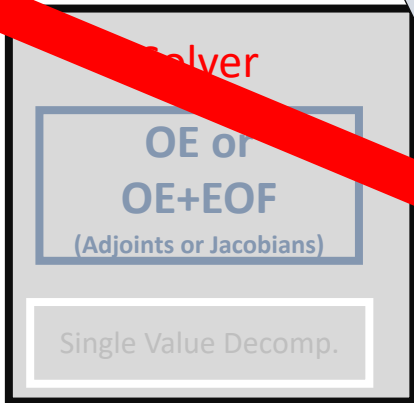 Solver
OE or
OE+EOF
(Adjoints or Jacobians)
Single Value Decomp.